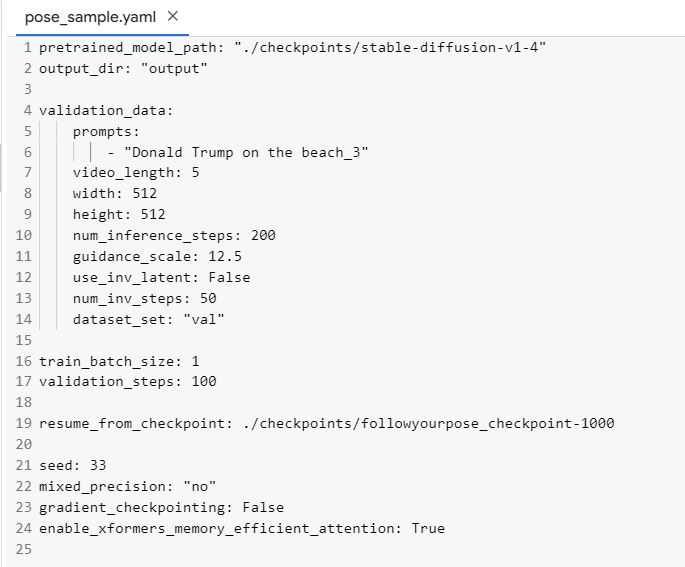 pose_sample.yaml ×
1 pretrained_model_path: "./checkpoints/stable-diffusion-v1-4"
2 output_dir: "output"
3
4 validation_data:
5     prompts:
6         - "Donald Trump on the beach_3"
7     video_length: 5
8     width: 512
9     height: 512
10     num_inference_steps: 200
11     guidance_scale: 12.5
12     use_inv_latent: False
13     num_inv_steps: 50
14     dataset_set: "val"
15
16 train_batch_size: 1
17 validation_steps: 100
18
19 resume_from_checkpoint: ./checkpoints/followyourpose_checkpoint-1000
20
21 seed: 33
22 mixed_precision: "no"
23 gradient_checkpointing: False
24 enable_xformers_memory_efficient_attention: True
25